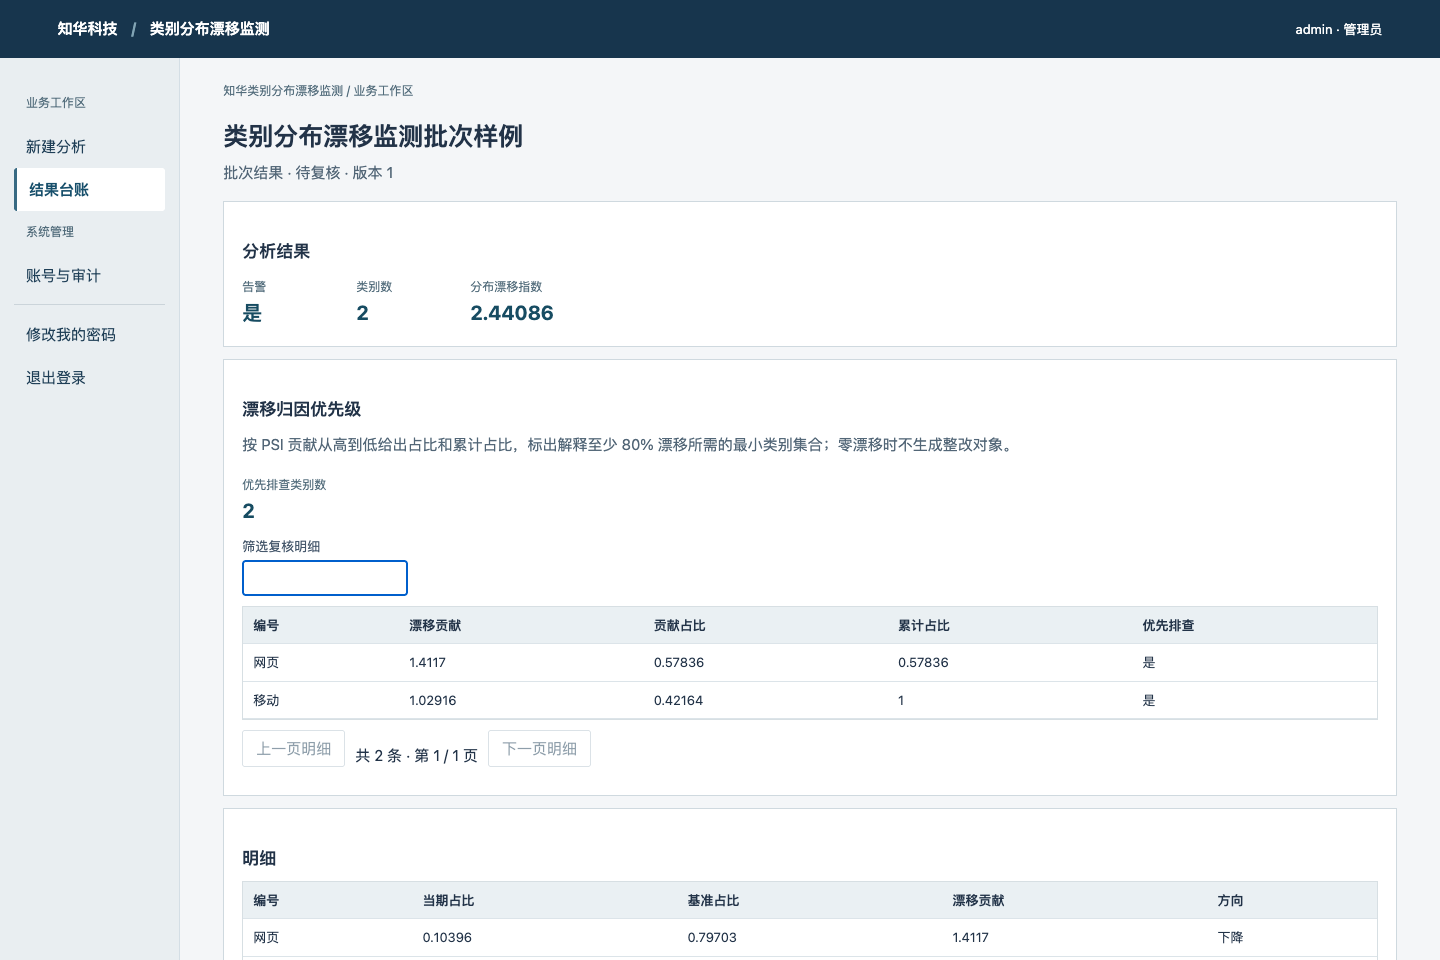 知华科技 / 类别分布漂移监测
admin · 管理员
业务工作区
新建分析
结果台账
系统管理
账号与审计
修改我的密码
退出登录
知华类别分布漂移监测 / 业务工作区
类别分布漂移监测批次样例
批次结果 · 待复核 · 版本 1
分析结果
告警 类别数 分布漂移指数
是 2 2.44086
漂移归因优先级
按 PSI 贡献从高到低给出占比和累计占比，标出解释至少 80% 漂移所需的最小类别集合；零漂移时不生成整改对象。
优先排查类别数
2
筛选复核明细
编号 漂移贡献 贡献占比 累计占比 优先排查
网页 1.4117 0.57836 0.57836 是
移动 1.02916 0.42164 1 是
上一页明细 共 2 条 · 第 1 / 1 页 下一页明细
明细
编号 当期占比 基准占比 漂移贡献 方向
网页 0.10396 0.79703 1.4117 下降